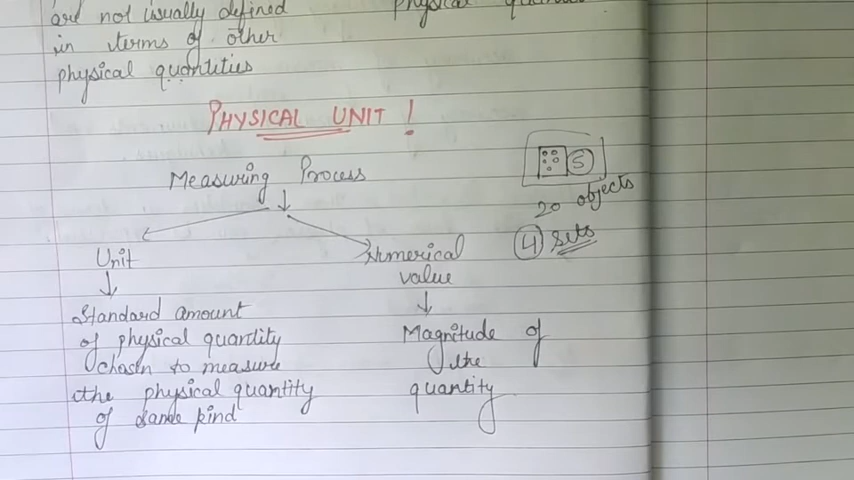 are not usually defined
in terms of other
physical quantities
physical
PHYSICAL UNIT!
Measuring Process
5
20 objects
4 sets
Unit
Standard amount
of physical quantity
chosen to measure
the physical quantity
of same kind
Numerical
value
Magnitude of
the
quantity